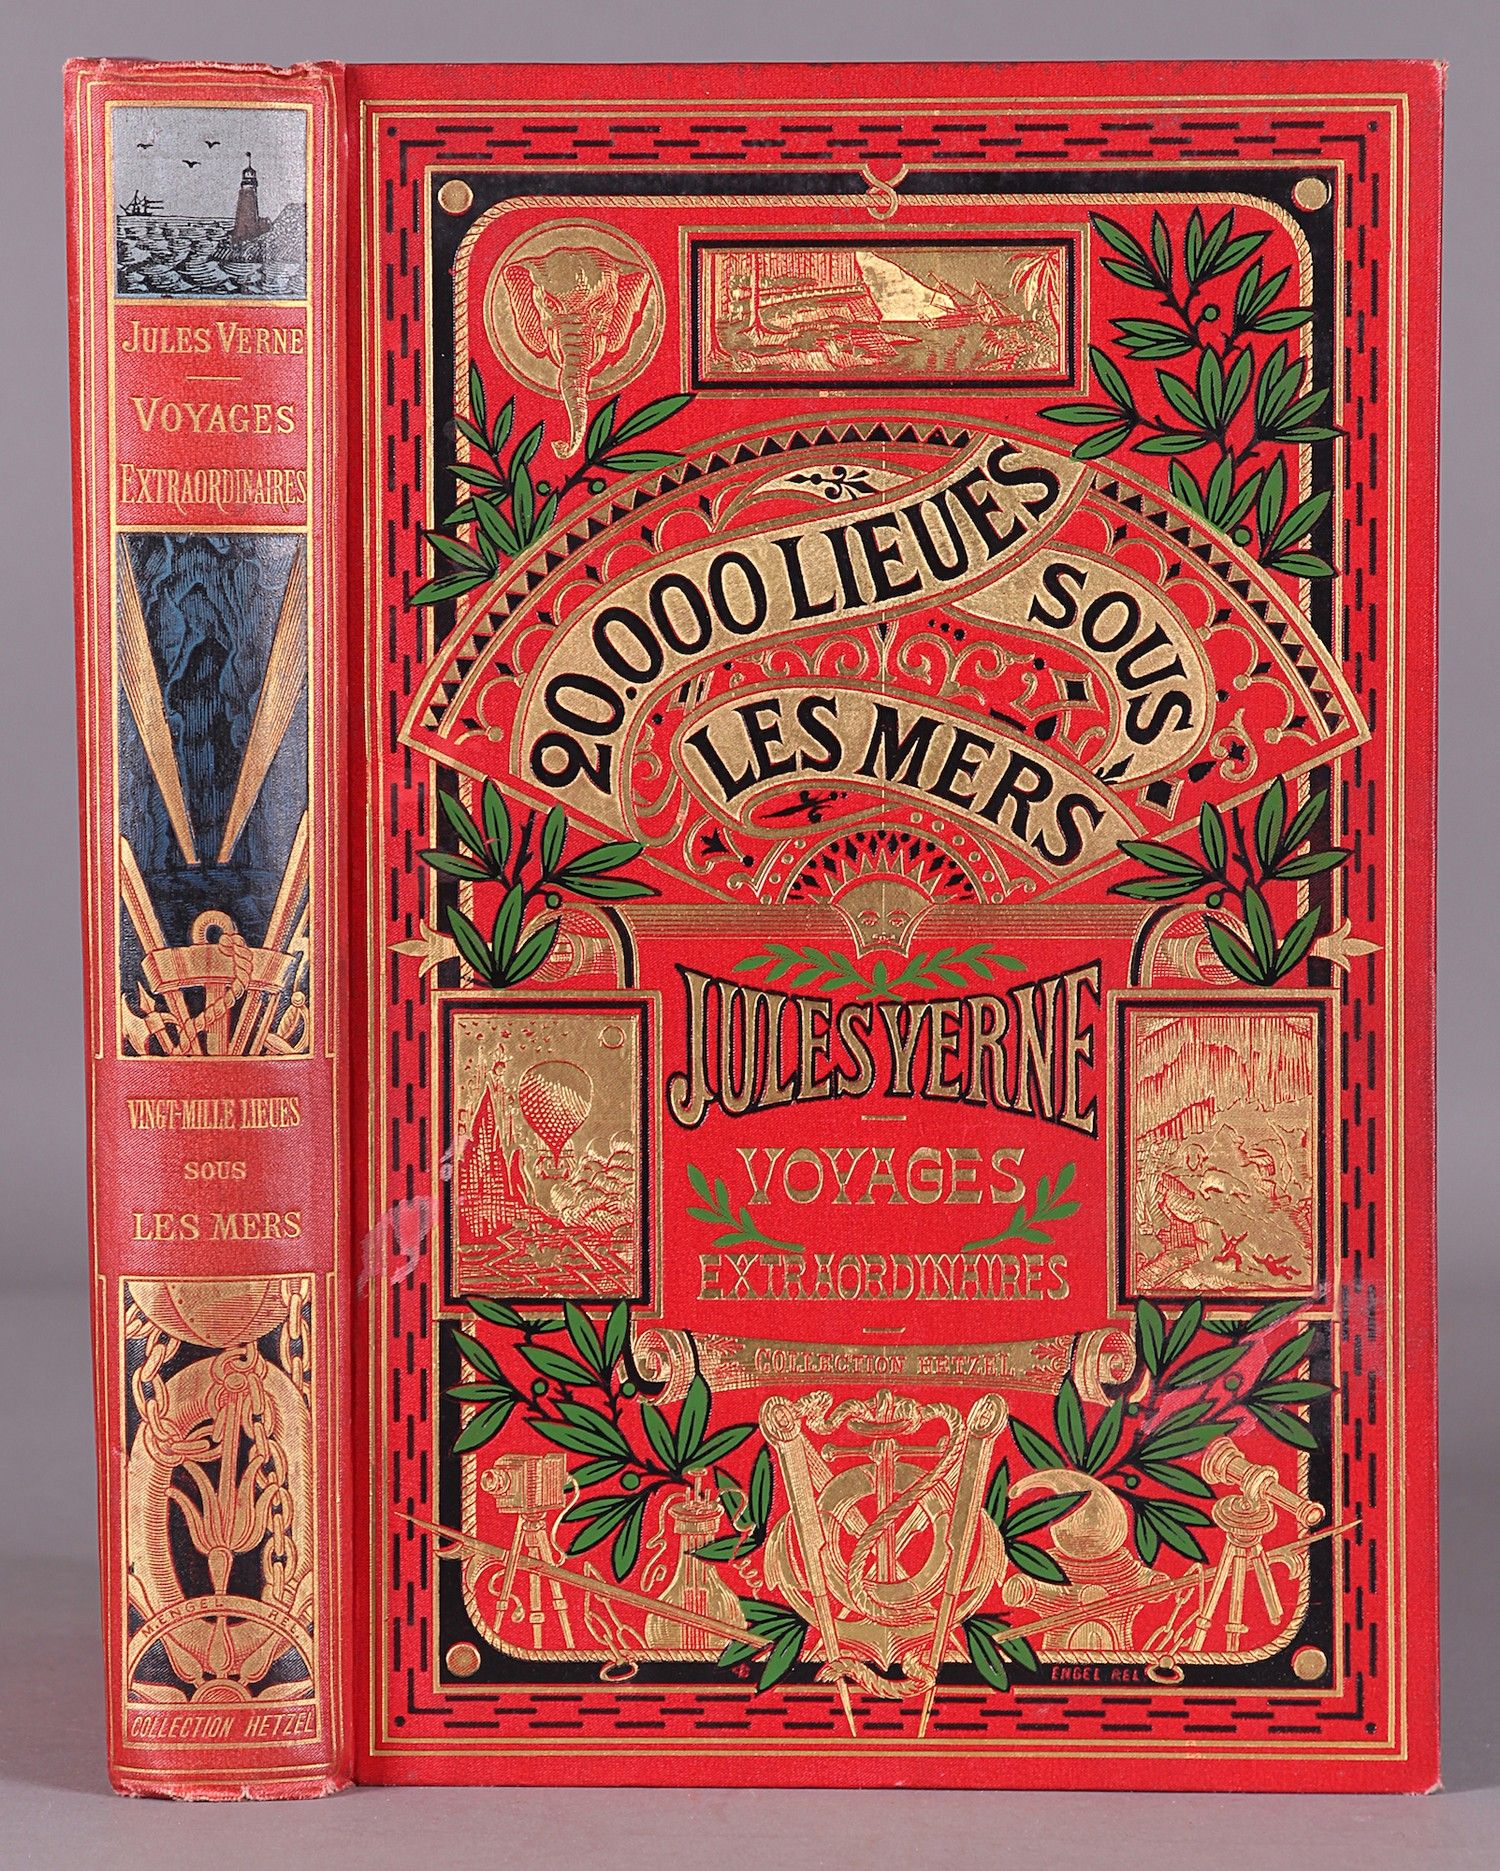 JULES VERNE
VOYAGES
EXTRAORDINAIRES
VINGT-MILLE LIEUES
SOUS
LES MERS
M. ENGEL REL.
COLLECTION HETZEL
20.000 LIEUES
SOUS
LES MERS
JULES VERNE
VOYAGES
EXTRAORDINAIRES
COLLECTION HETZEL
ENGEL REL.